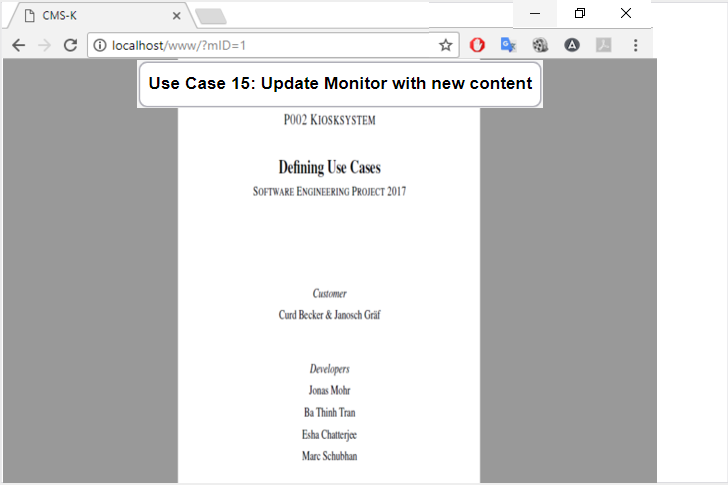 CMS-K
localhost/www/?mID=1
Use Case 15: Update Monitor with new content
P002 KIOSKSYSTEM
Defining Use Cases
SOFTWARE ENGINEERING PROJECT 2017
Customer
Curd Becker & Janosch Gräf
Developers
Jonas Mohr
Ba Thinh Tran
Esha Chatterjee
Marc Schubhan